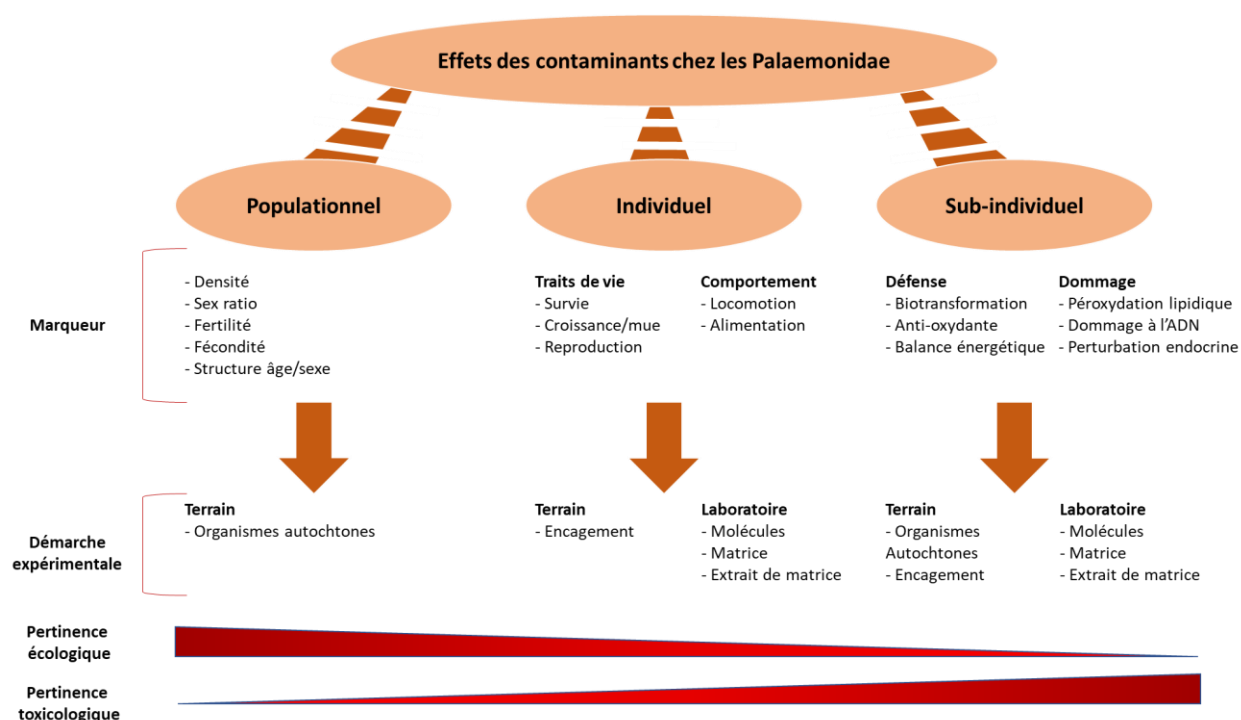 Effets des contaminants chez les Palaemonidae
Populationnel
Individuel
Sub-individuel
Marqueur
- Densité
- Sex ratio
- Fertilité
- Fécondité
- Structure âge/sexe
Traits de vie
- Survie
- Croissance/mue
- Reproduction
Comportement
- Locomotion
- Alimentation
Défense
- Biotransformation
- Anti-oxydante
- Balance énergétique
Dommage
- Péroxydation lipidique
- Dommage à l'ADN
- Perturbation endocrine
Démarche
expérimentale
Terrain
- Organismes autochtones
Terrain
- Encagement
Laboratoire
- Molécules
- Matrice
- Extrait de matrice
Terrain
- Organismes
Autochtones
- Encagement
Laboratoire
- Molécules
- Matrice
- Extrait de matrice
Pertinence
écologique
Pertinence
toxicologique